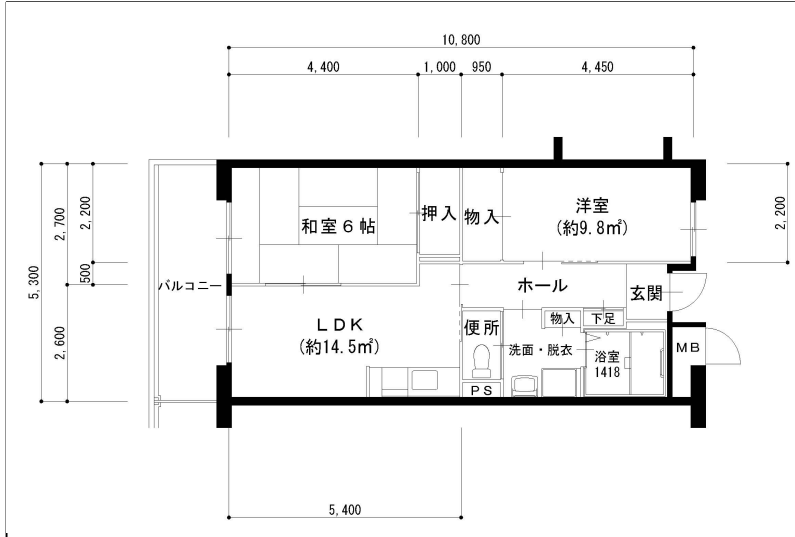 10,800
4,400
1,000
950
4,450
5,300
2,700
2,600
2,200
500
2,200
和室６帖
押入
物入
洋室
(約9.8㎡)
バルコニー
ＬＤＫ
(約14.5㎡)
ホール
玄関
便所
物入
下足
洗面・脱衣
浴室
1418
ＭＢ
ＰＳ
5,400